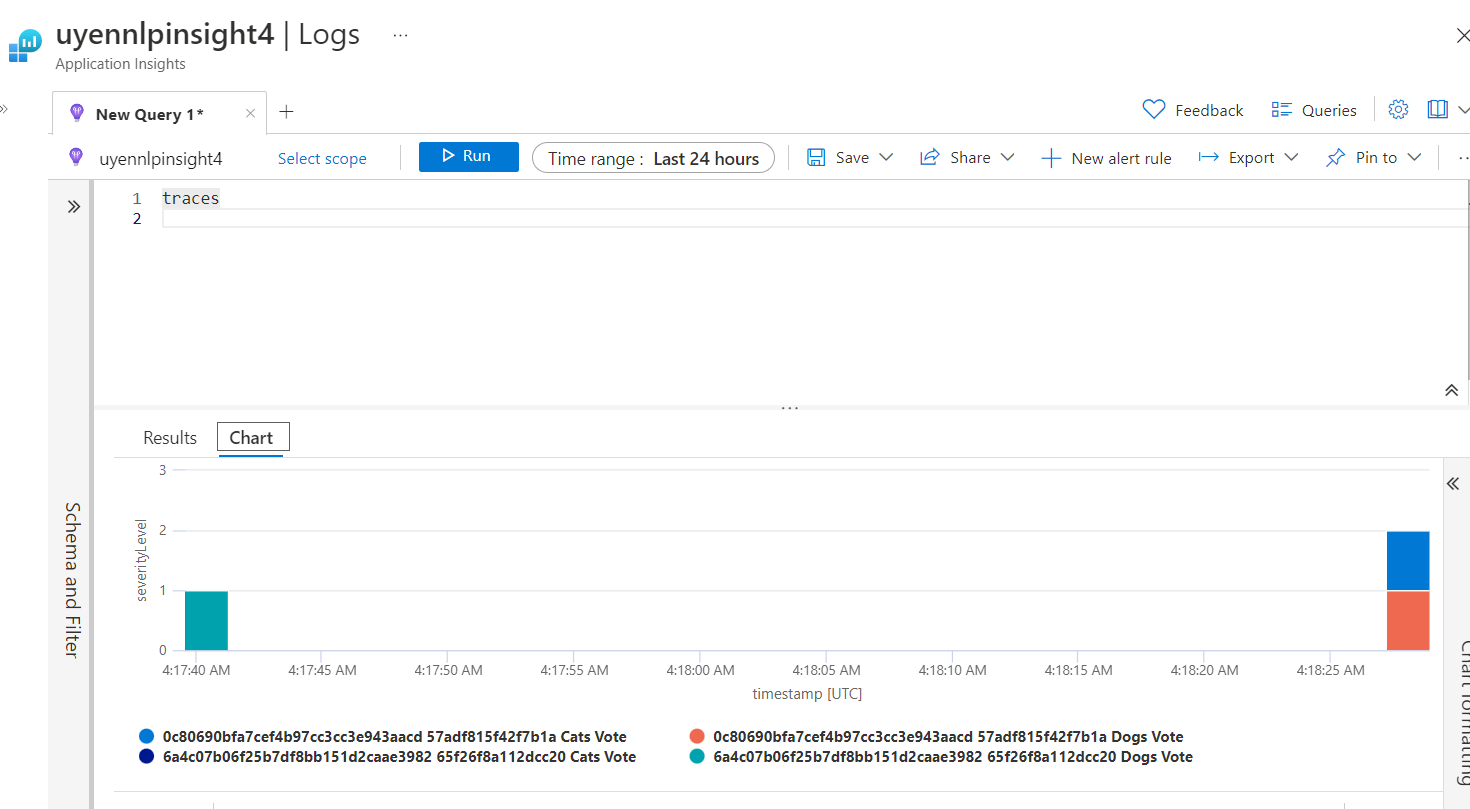 uyennlpinsight4 | Logs ...
Application Insights
New Query 1*
Feedback
Queries
uyennlpinsight4
Select scope
Run
Time range : Last 24 hours
Save
Share
New alert rule
Export
Pin to
1 traces
2
Results
Chart
Schema and Filter
Chart formatting
severityLevel
3
2
1
0
4:17:40 AM 4:17:45 AM 4:17:50 AM 4:17:55 AM 4:18:00 AM 4:18:05 AM 4:18:10 AM 4:18:15 AM 4:18:20 AM 4:18:25 AM
timestamp [UTC]
0c80690bfa7cef4b97cc3cc3e943aacd 57adf815f42f7b1a Cats Vote
0c80690bfa7cef4b97cc3cc3e943aacd 57adf815f42f7b1a Dogs Vote
6a4c07b06f25b7df8bb151d2caae3982 65f26f8a112dcc20 Cats Vote
6a4c07b06f25b7df8bb151d2caae3982 65f26f8a112dcc20 Dogs Vote